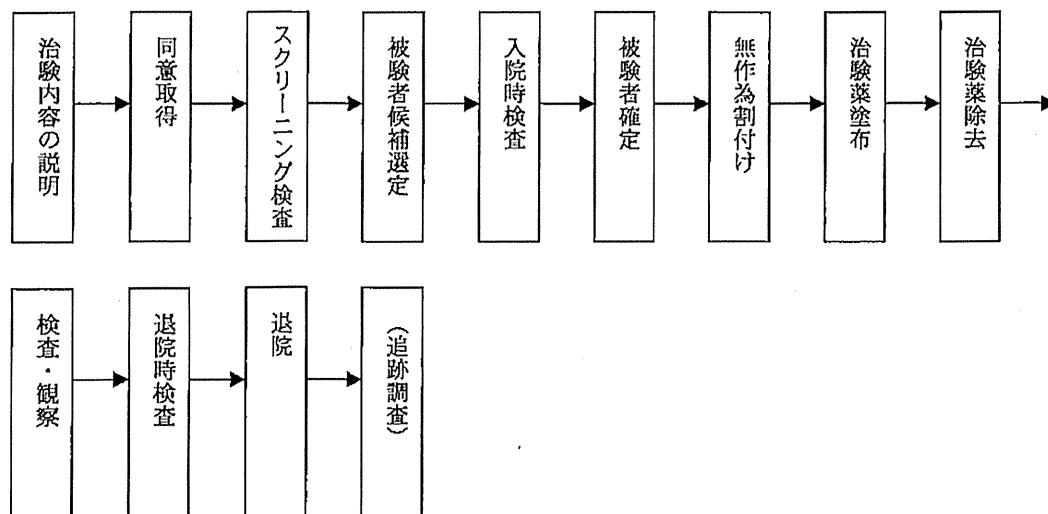 治験内容の説明
同意取得
スクリーニング検査
被験者候補選定
入院時検査
被験者確定
無作為割付け
治験薬塗布
治験薬除去
検査・観察
退院時検査
退院
(追跡調査)